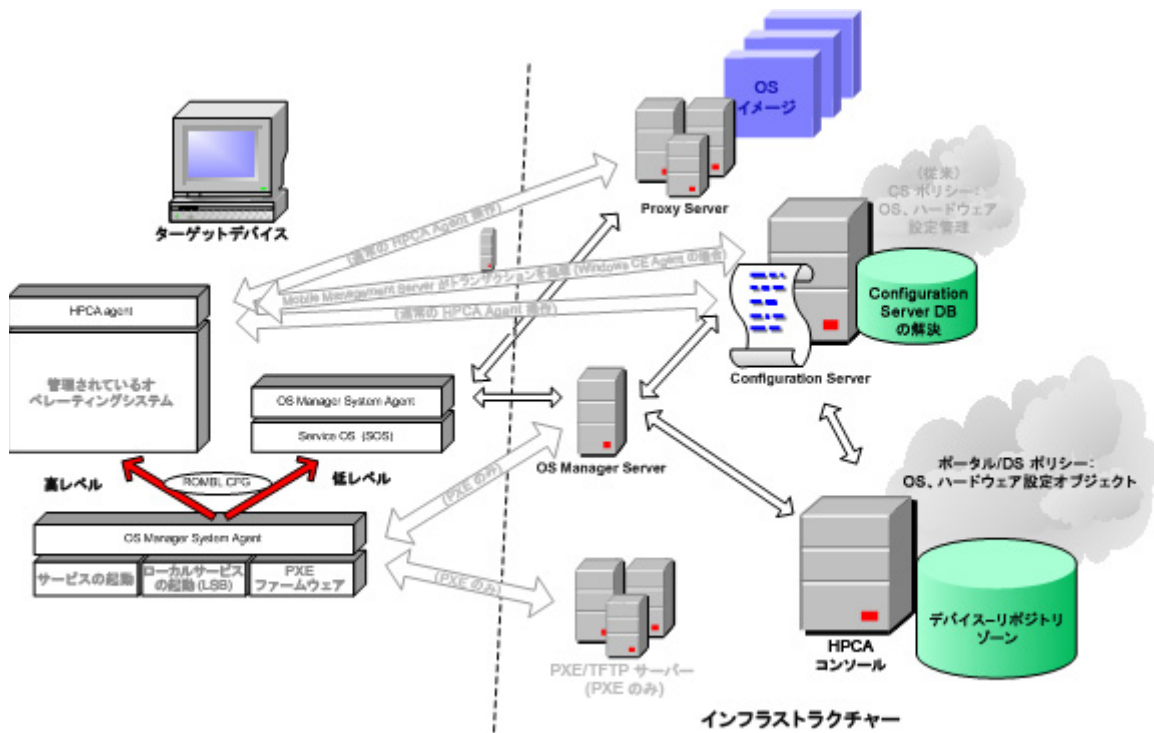 OS
イメージ
(従来)
CS ポリシー:
OS、ハードウェア
設定管理
Proxy Server
ターゲットデバイス
(通常の HPCA Agent 操作)
Mobile Management Server がトランザクションを処理 (Windows CE Agent の場合)
(通常の HPCA Agent 操作)
Configuration
Server DB
の解決
Configuration Server
HPCA agent
管理されているオ
ペレーティングシステム
OS Manager System Agent
Service OS (SOS)
OS Manager Server
高レベル
ROMBL CFG
低レベル
(PXE のみ)
ポータル/DS ポリシー:
OS、ハードウェア設定オブジェクト
OS Manager System Agent
サービスの起動
ローカルサービス
の起動 (LSB)
PXE
ファームウェア
(PXE のみ)
PXE/TFTP サーバー
(PXE のみ)
HPCA
コンソール
デバイス-リポジトリ
ゾーン
インフラストラクチャー